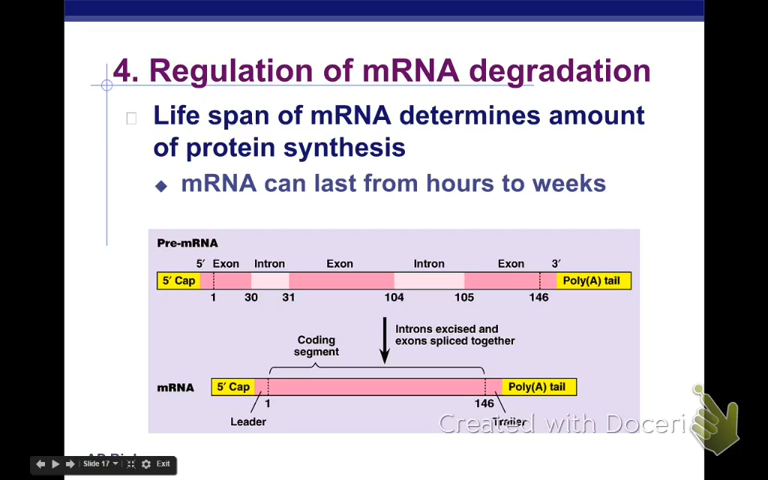 4. Regulation of mRNA degradation
Life span of mRNA determines amount
of protein synthesis
mRNA can last from hours to weeks
Pre-mRNA
5′ Exon Intron Exon Intron Exon 3′
5′ Cap Poly(A) tail
1 30 31 104 105 146
Introns excised and
exons spliced together
Coding
segment
mRNA
5′ Cap Poly(A) tail
1 146
Leader Trailer
Created with Doceri
Slide 17 Exit